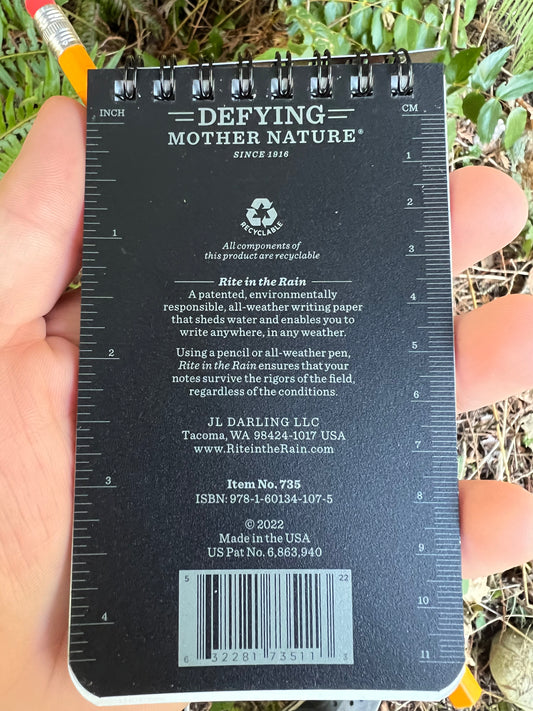 INCH
CM
DEFYING
MOTHER NATURE®
SINCE 1916
RECYCLABLE
All components of
this product are recyclable
Rite in the Rain
A patented, environmentally
responsible, all-weather writing paper
that sheds water and enables you to
write anywhere, in any weather.
Using a pencil or all-weather pen,
Rite in the Rain ensures that your
notes survive the rigors of the field,
regardless of the conditions.
JL DARLING LLC
Tacoma, WA 98424-1017 USA
www.RiteintheRain.com
Item No. 735
ISBN: 978-1-60134-107-5
© 2022
Made in the USA
US Pat No. 6,863,940
5 22
6 32281 73511 3
1
2
3
4
1
2
3
4
5
6
7
8
9
10
11